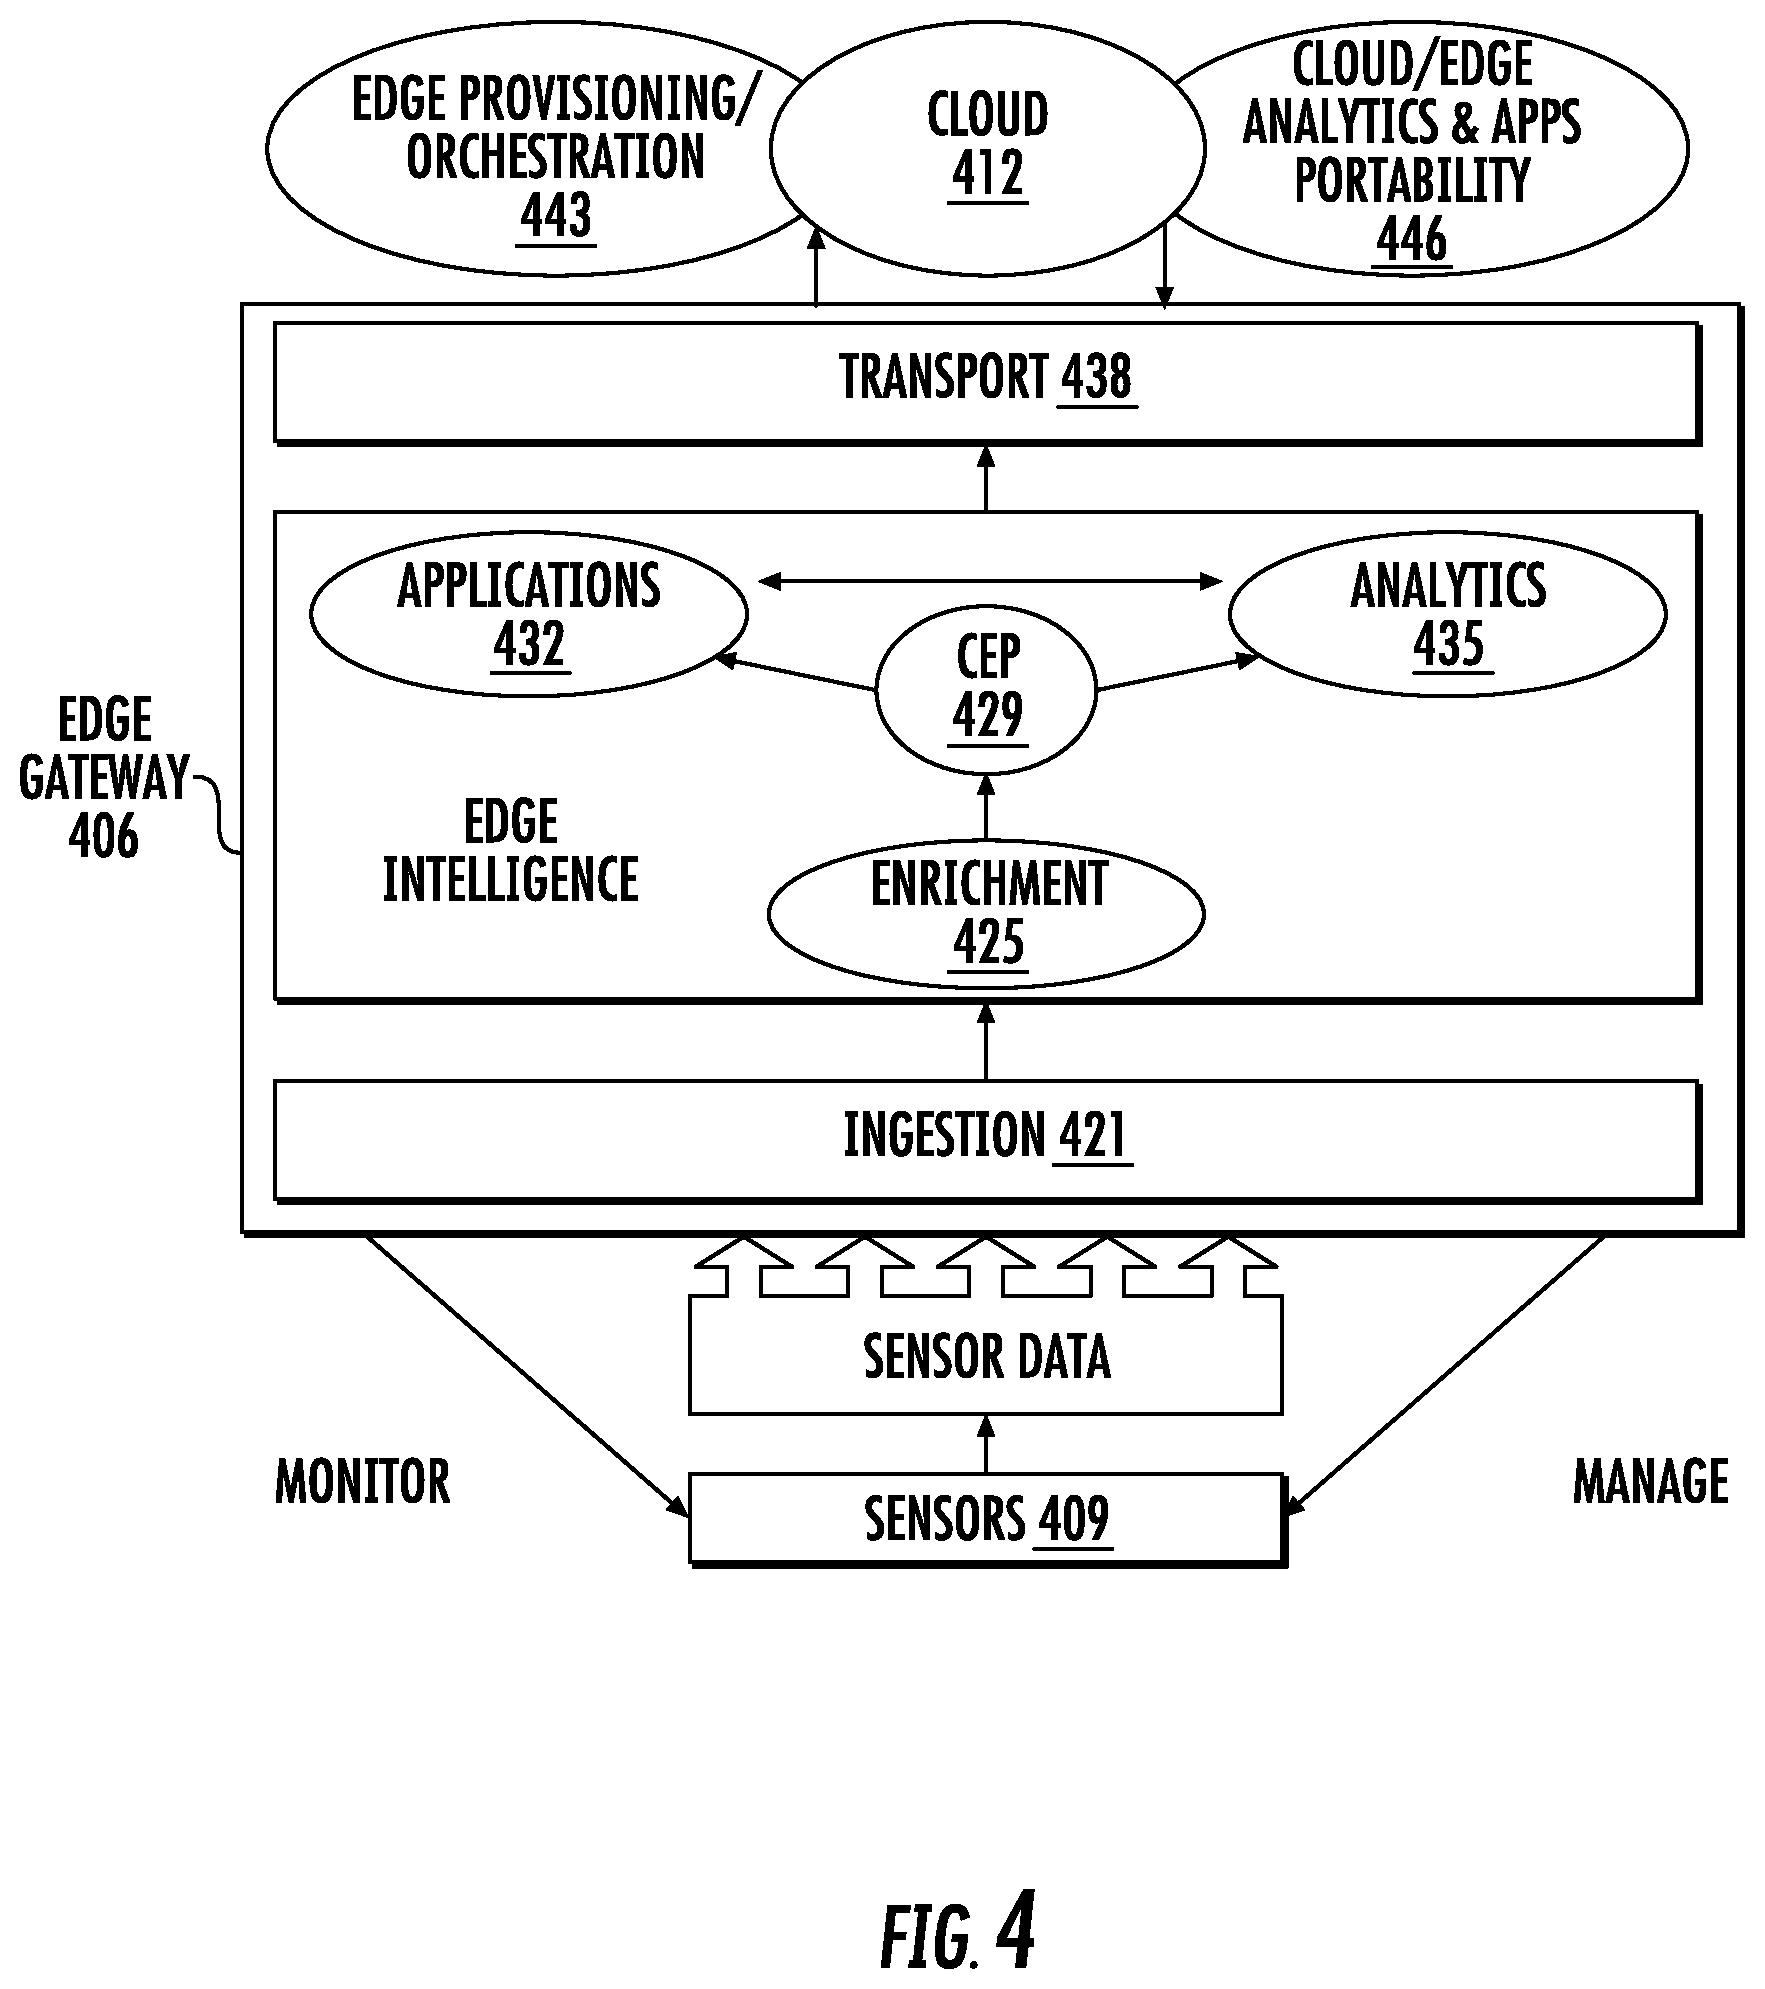 EDGE PROVISIONING/
ORCHESTRATION
443
CLOUD
412
CLOUD/EDGE
ANALYTICS & APPS
PORTABILITY
446
TRANSPORT 438
APPLICATIONS
432
ANALYTICS
435
CEP
429
EDGE
GATEWAY
406
EDGE
INTELLIGENCE
ENRICHMENT
425
INGESTION 421
SENSOR DATA
MONITOR
MANAGE
SENSORS 409
FIG. 4